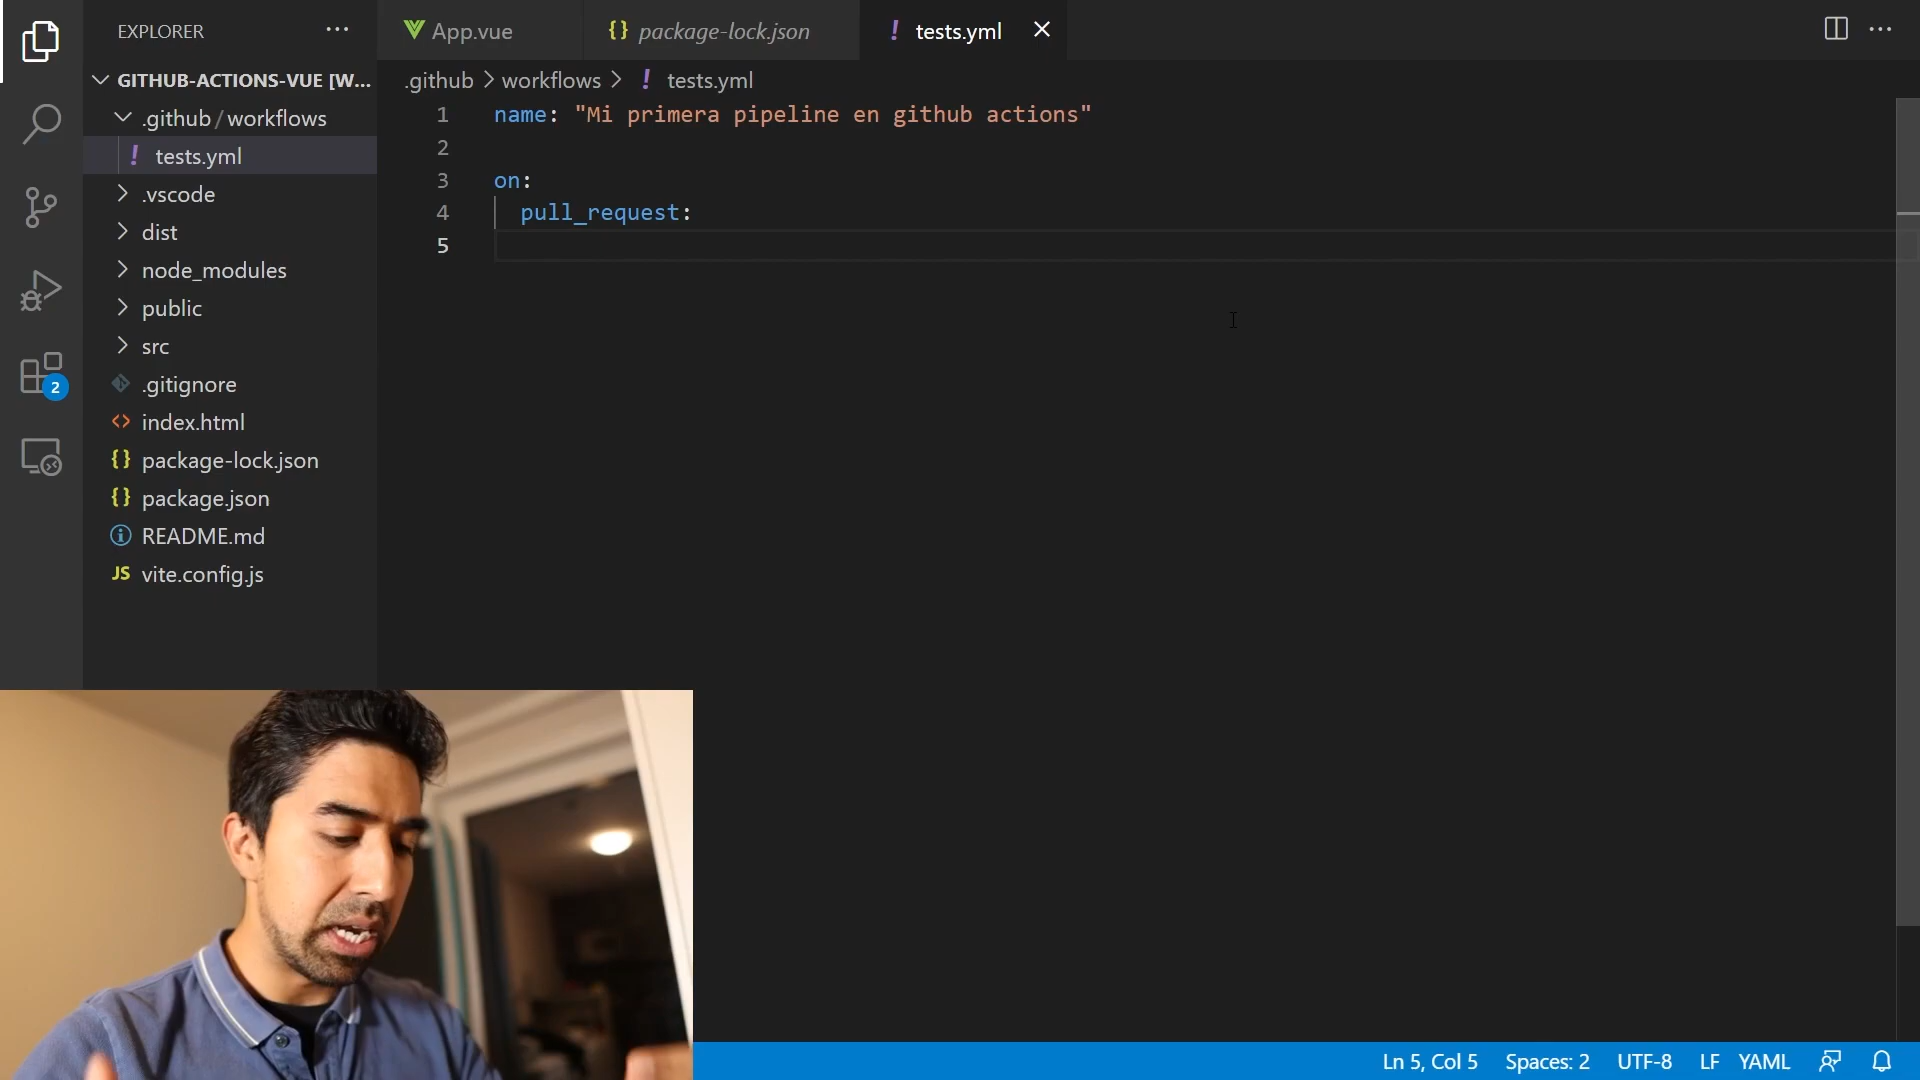 EXPLORER
GITHUB-ACTIONS-VUE [W...
.github / workflows
! tests.yml
.vscode
dist
node_modules
public
src
.gitignore
<> index.html
{} package-lock.json
{} package.json
README.md
JS vite.config.js
2
App.vue
{} package-lock.json
! tests.yml
.github > workflows > ! tests.yml
1 name: "Mi primera pipeline en github actions"
2
3 on:
4 pull_request:
5
Ln 5, Col 5
Spaces: 2
UTF-8
LF
YAML